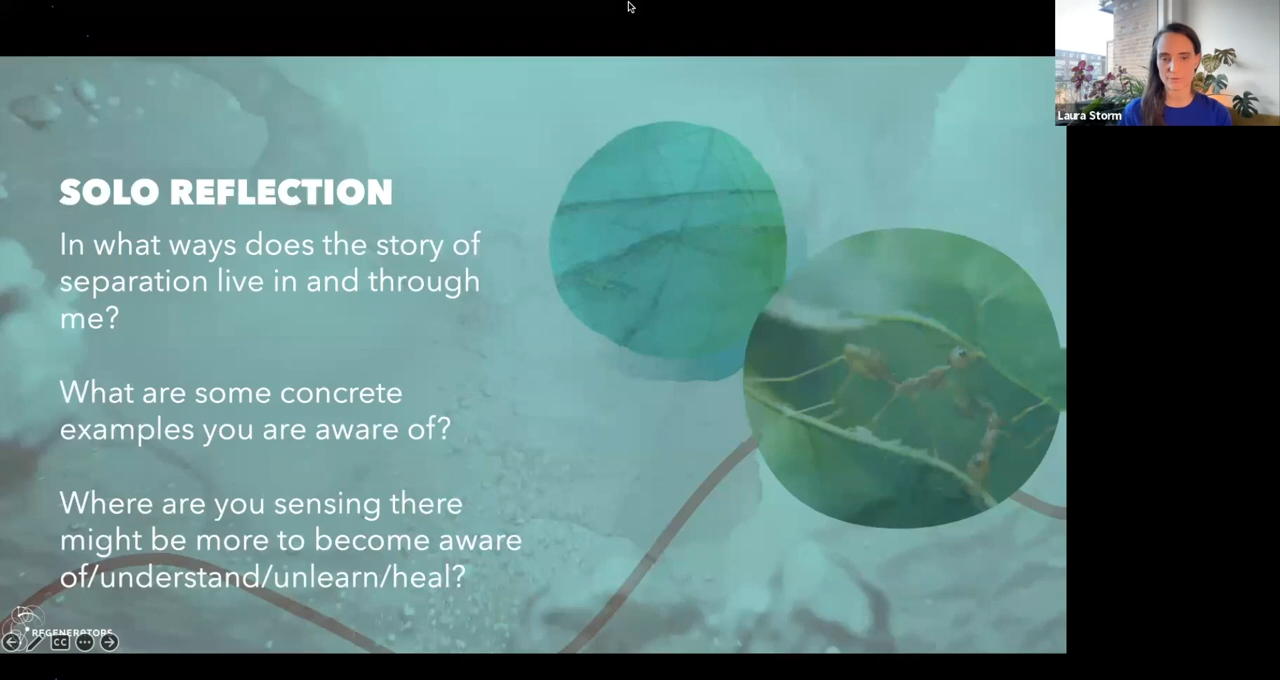 Laura Storm
SOLO REFLECTION
In what ways does the story of
separation live in and through
me?
What are some concrete
examples you are aware of?
Where are you sensing there
might be more to become aware
of/understand/unlearn/heal?
REGENERATORS
CC